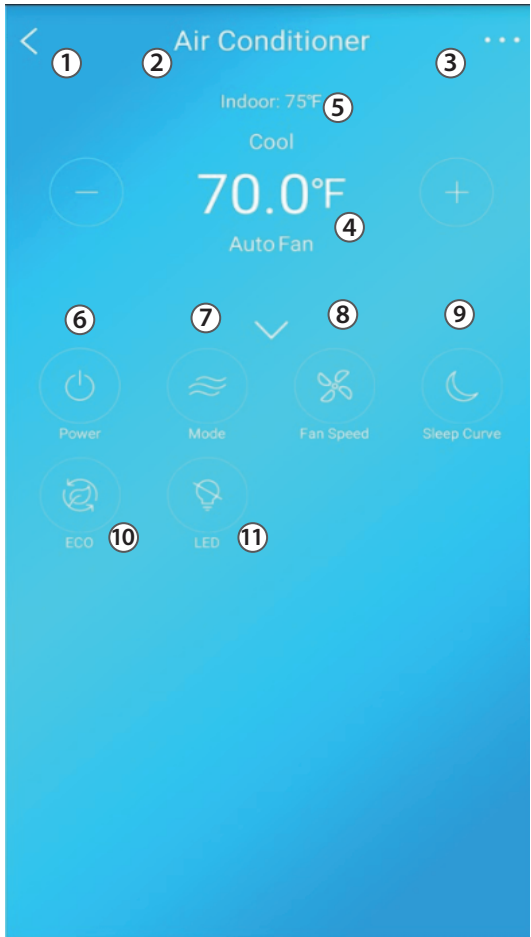 Air Conditioner
① ② ③
Indoor: 75°F ⑤
Cool
70.0°F
④
Auto Fan
⑥ ⑦ ⑧ ⑨
Power Mode Fan Speed Sleep Curve
ECO ⑩ LED ⑪